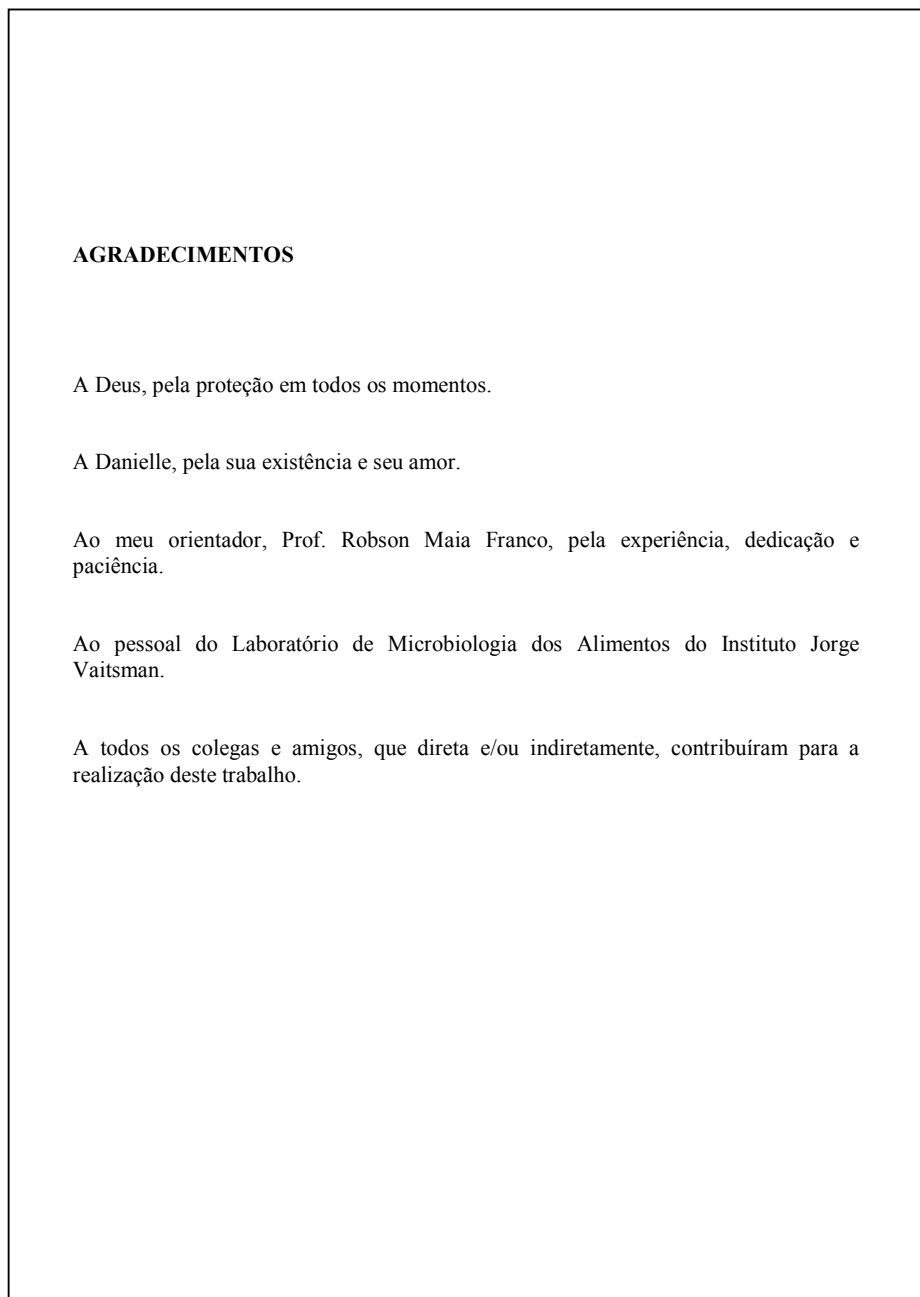 AGRADECIMENTOS
A Deus, pela proteção em todos os momentos.
A Danielle, pela sua existência e seu amor.
Ao meu orientador, Prof. Robson Maia Franco, pela experiência, dedicação e
paciência.
Ao pessoal do Laboratório de Microbiologia dos Alimentos do Instituto Jorge
Vaitsman.
A todos os colegas e amigos, que direta e/ou indiretamente, contribuíram para a
realização deste trabalho.